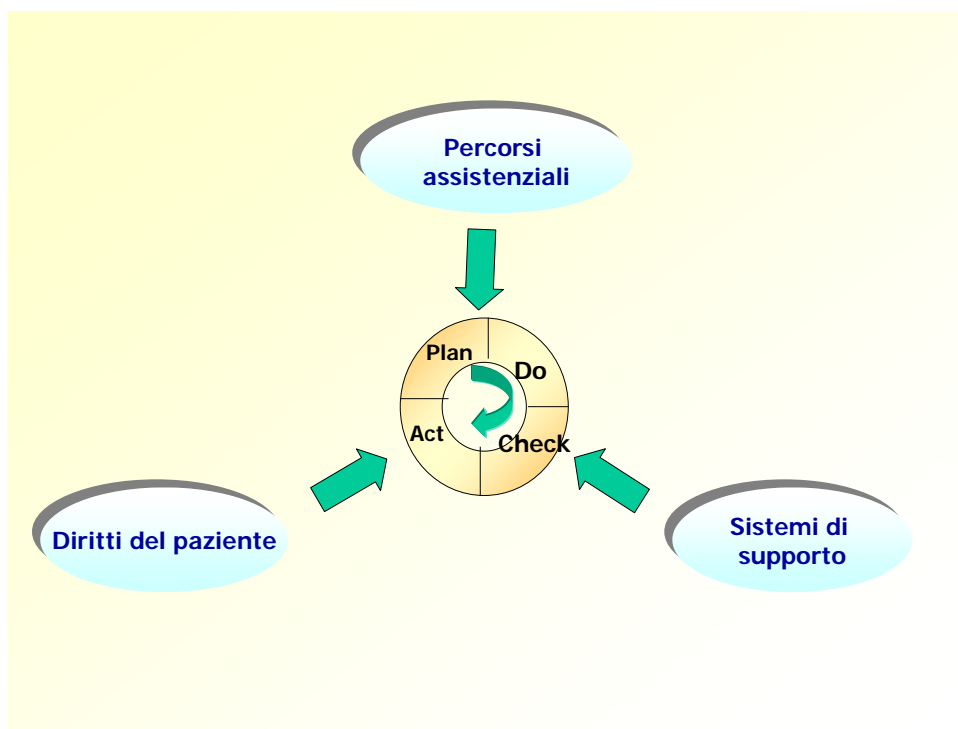 Percorsi
assistenziali
Plan
Do
Act
Check
Diritti del paziente
Sistemi di
supporto